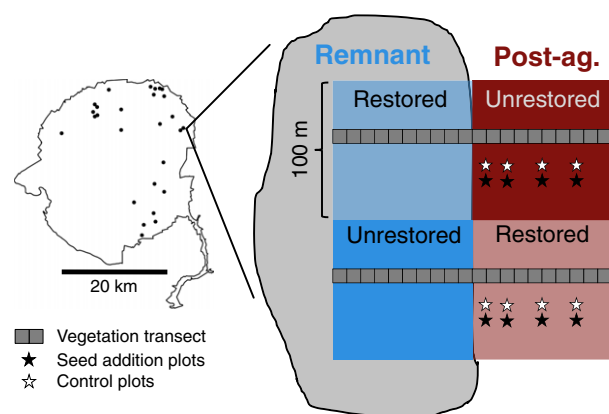 Remnant Post-ag.
Restored Unrestored
100 m
Unrestored Restored
20 km
Vegetation transect
Seed addition plots
Control plots